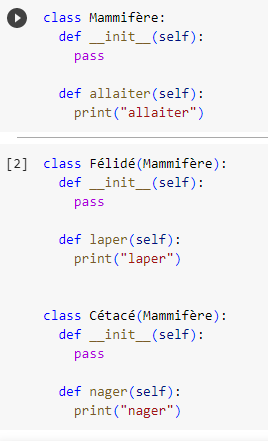 class Mammifère:
  def __init__(self):
    pass

  def allaiter(self):
    print("allaiter")

[2] class Félidé(Mammifère):
  def __init__(self):
    pass

  def laper(self):
    print("laper")


class Cétacé(Mammifère):
  def __init__(self):
    pass

  def nager(self):
    print("nager")